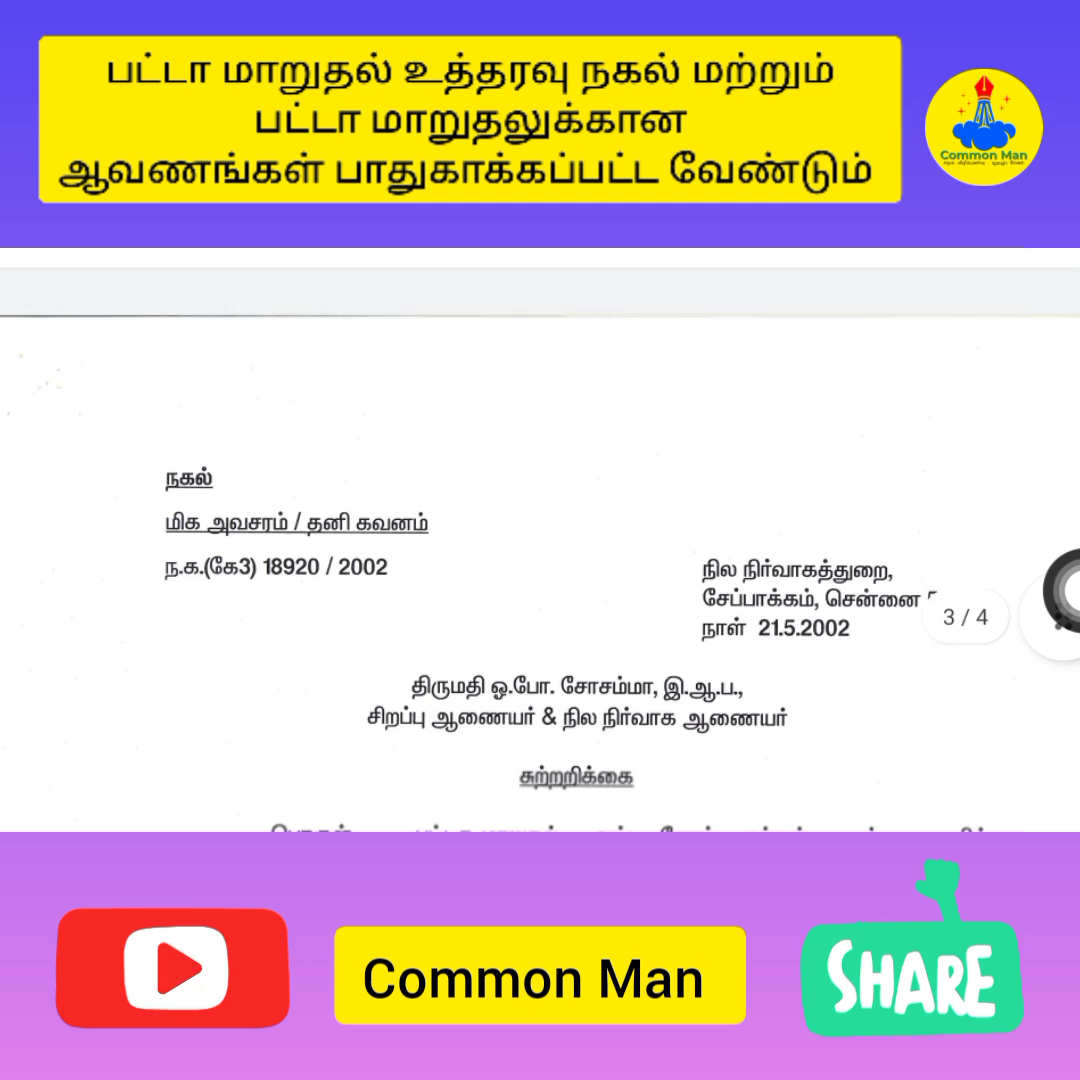 பட்டா மாறுதல் உத்தரவு நகல் மற்றும்
பட்டா மாறுதலுக்கான
ஆவணங்கள் பாதுகாக்கப்பட்ட வேண்டும்
Common Man
நகல்
மிக அவசரம் / தனி கவனம்
ந.க.(கே3) 18920 / 2002
நில நிர்வாகத்துறை,
சேப்பாக்கம், சென்னை
நாள் 21.5.2002
3 / 4
திருமதி ஓ.போ. சோசம்மா, இ.ஆ.ப.,
சிறப்பு ஆணையர் & நில நிர்வாக ஆணையர்
சுற்றறிக்கை
Common Man
SHARE